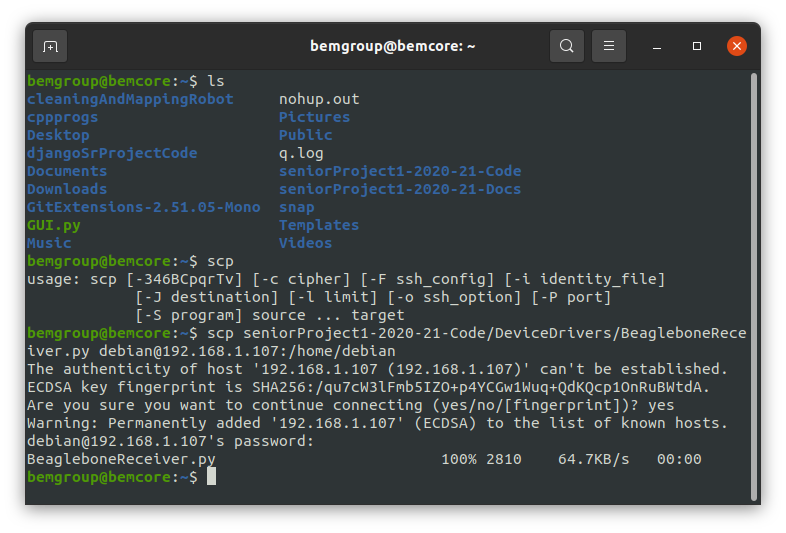 bemgroup@bemcore: ~
bemgroup@bemcore:~$ ls
cleaningAndMappingRobot nohup.out
cppprogs Pictures
Desktop Public
djangoSrProjectCode q.log
Documents seniorProject1-2020-21-Code
Downloads seniorProject1-2020-21-Docs
GitExtensions-2.51.05-Mono snap
GUI.py Templates
Music Videos
bemgroup@bemcore:~$ scp
usage: scp [-346BCpqrTv] [-c cipher] [-F ssh_config] [-i identity_file]
[-J destination] [-l limit] [-o ssh_option] [-P port]
[-S program] source ... target
bemgroup@bemcore:~$ scp seniorProject1-2020-21-Code/DeviceDrivers/BeagleboneRece
iver.py debian@192.168.1.107:/home/debian
The authenticity of host '192.168.1.107 (192.168.1.107)' can't be established.
ECDSA key fingerprint is SHA256:/qu7cW3lFmb5IZO+p4YCGw1Wuq+QdKQcp1OnRuBWtdA.
Are you sure you want to continue connecting (yes/no/[fingerprint])? yes
Warning: Permanently added '192.168.1.107' (ECDSA) to the list of known hosts.
debian@192.168.1.107's password:
BeagleboneReceiver.py 100% 2810 64.7KB/s 00:00
bemgroup@bemcore:~$